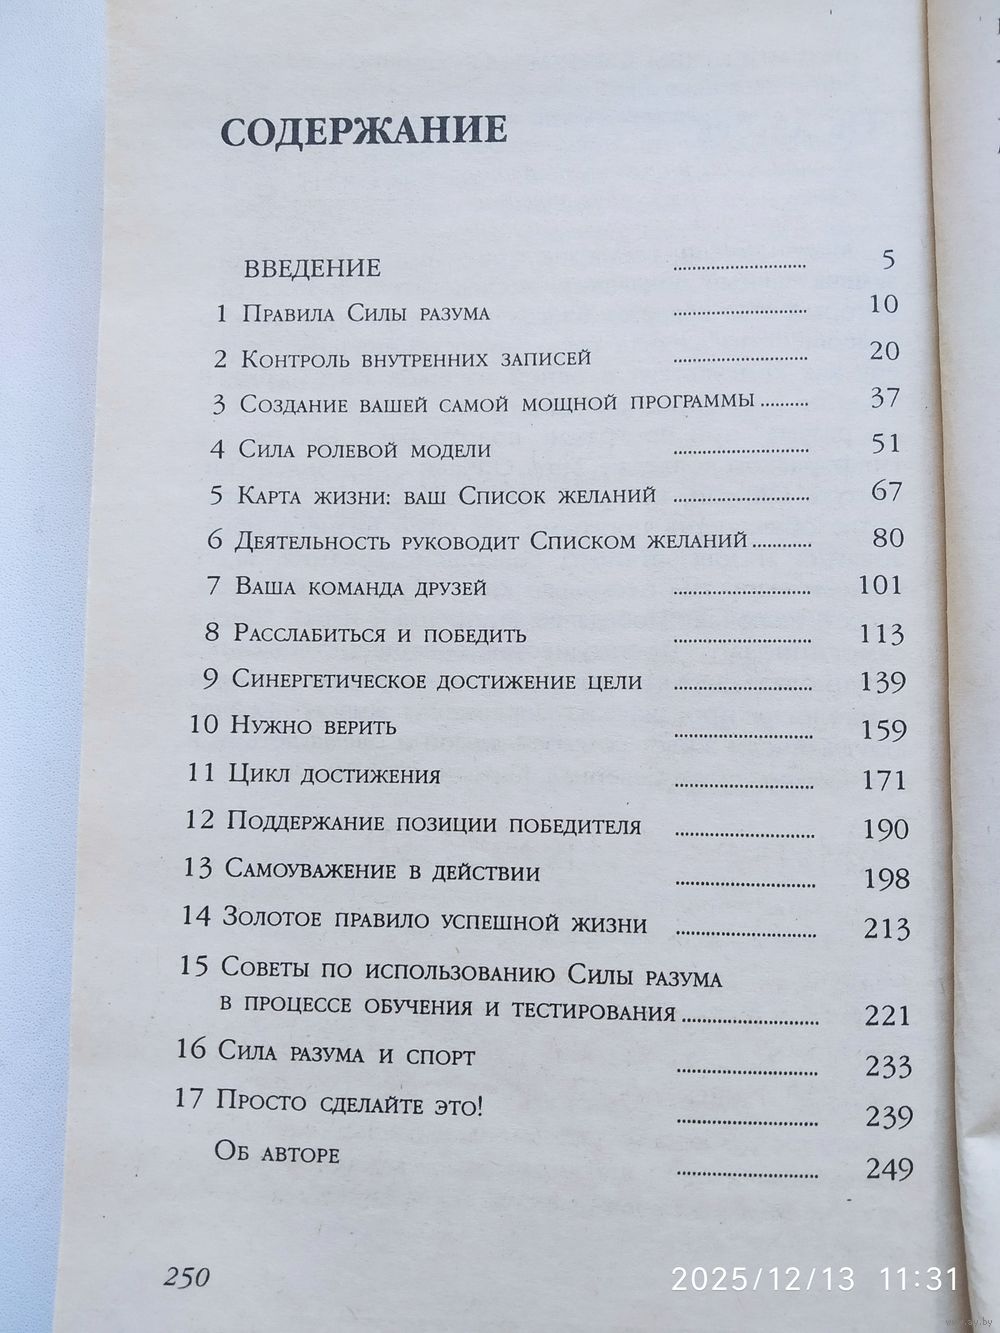 СОДЕРЖАНИЕ
ВВЕДЕНИЕ ........ 5
1 Правила Силы разума ........ 10
2 Контроль внутренних записей ........ 20
3 Создание вашей самой мощной программы ........ 37
4 Сила ролевой модели ........ 51
5 Карта жизни: ваш Список желаний ........ 67
6 Деятельность руководит Списком желаний ........ 80
7 Ваша команда друзей ........ 101
8 Расслабиться и победить ........ 113
9 Синергетическое достижение цели ........ 139
10 Нужно верить ........ 159
11 Цикл достижения ........ 171
12 Поддержание позиции победителя ........ 190
13 Самоуважение в действии ........ 198
14 Золотое правило успешной жизни ........ 213
15 Советы по использованию Силы разума
в процессе обучения и тестирования ........ 221
16 Сила разума и спорт ........ 233
17 Просто сделайте это! ........ 239
Об авторе ........ 249
250
2025/12/13 11:31
www.ay.by